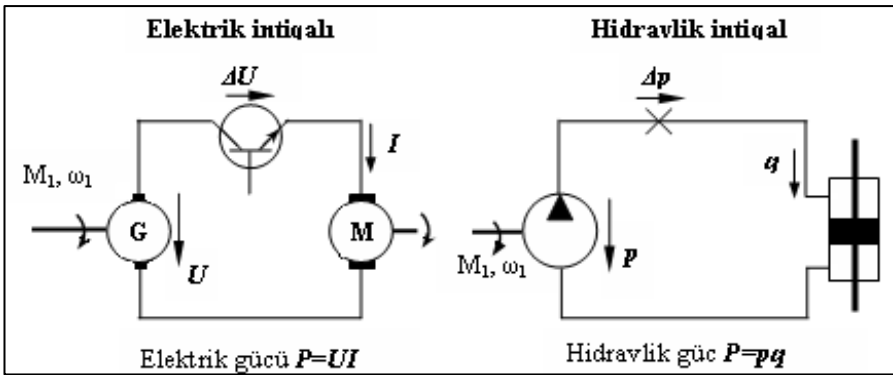 Elektrik intiqalı
ΔU
I
M₁, ω₁
G
M
U
Elektrik gücü P=UI
Hidravlik intiqal
Δp
q
p
M₁, ω₁
Hidravlik güc P=pq